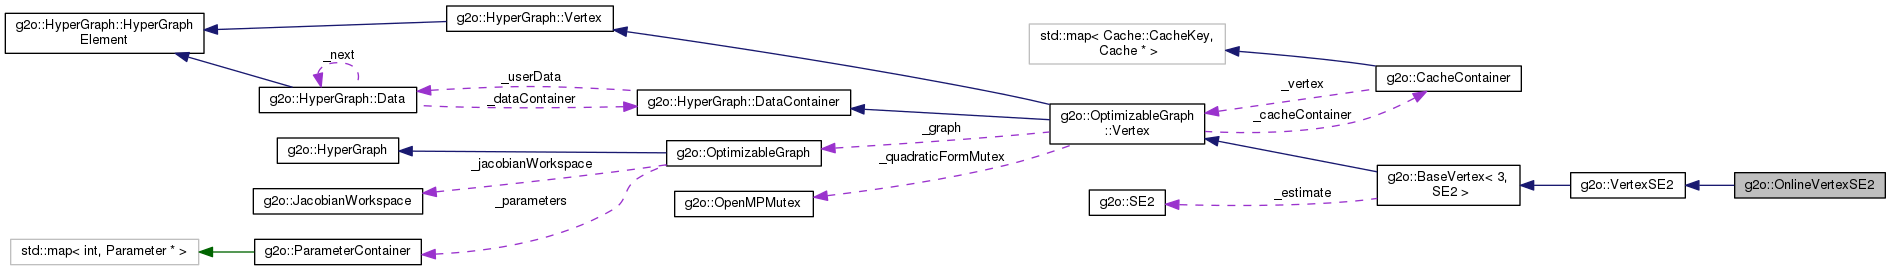 g2o::HyperGraph::HyperGraph
Element
g2o::HyperGraph::Vertex
std::map< Cache::CacheKey,
Cache * >
_next
_userData
_dataContainer
g2o::HyperGraph::Data
g2o::HyperGraph::DataContainer
g2o::CacheContainer
_vertex
_cacheContainer
g2o::OptimizableGraph
::Vertex
_graph
g2o::HyperGraph
g2o::OptimizableGraph
_quadraticFormMutex
_jacobianWorkspace
g2o::JacobianWorkspace
_parameters
g2o::OpenMPMutex
g2o::SE2
_estimate
g2o::BaseVertex< 3,
SE2 >
g2o::VertexSE2
g2o::OnlineVertexSE2
std::map< int, Parameter * >
g2o::ParameterContainer